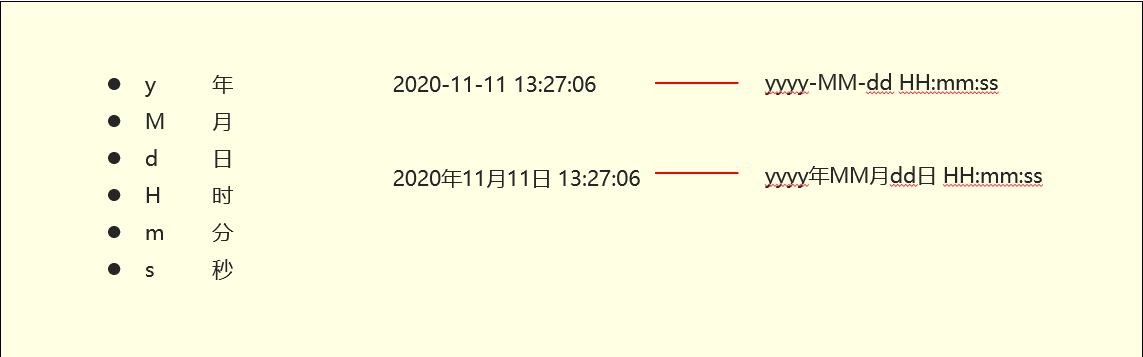 ● y 年
● M 月
● d 日
● H 时
● m 分
● s 秒
2020-11-11 13:27:06 yyyy-MM-dd HH:mm:ss
2020年11月11日 13:27:06 yyyy年MM月dd日 HH:mm:ss